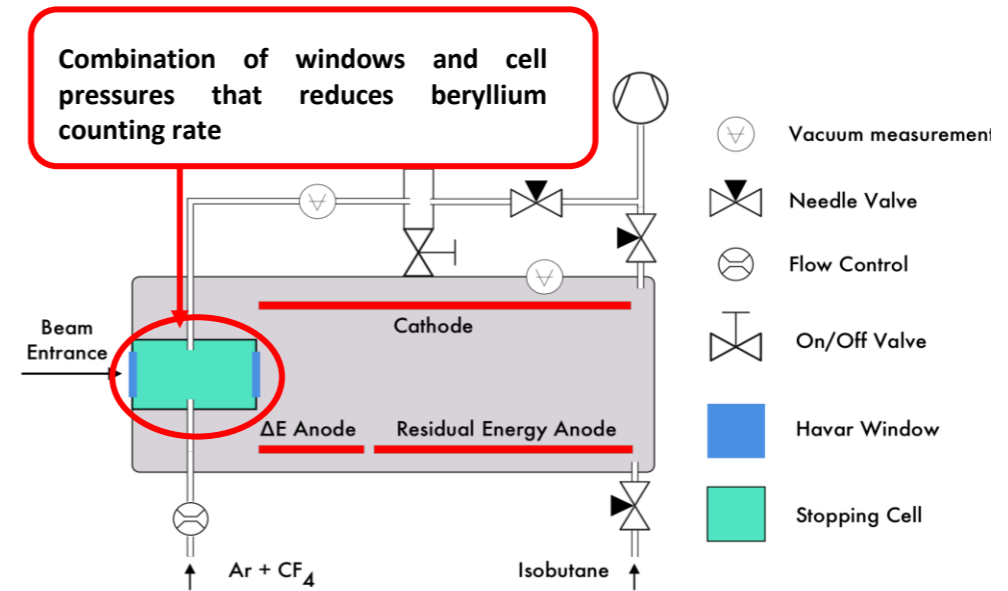 Combination of windows and cell
pressures that reduces beryllium
counting rate
Vacuum measurement
Needle Valve
Flow Control
On/Off Valve
Havar Window
Stopping Cell
Beam
Entrance
Cathode
ΔE Anode
Residual Energy Anode
Ar + CF4
Isobutane